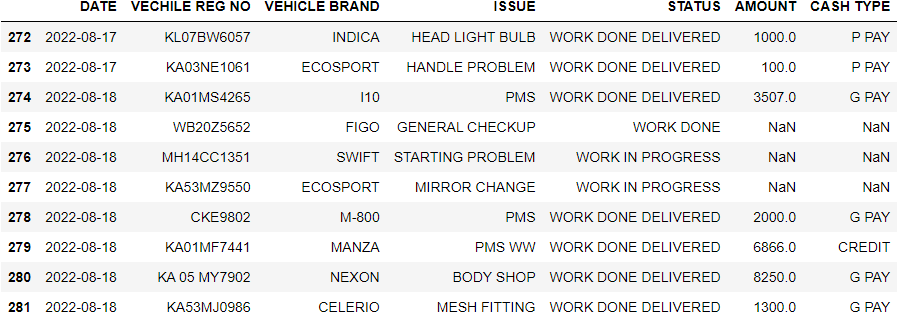 DATE VECHILE REG NO VEHICLE BRAND ISSUE STATUS AMOUNT CASH TYPE
272 2022-08-17 KL07BW6057 INDICA HEAD LIGHT BULB WORK DONE DELIVERED 1000.0 P PAY
273 2022-08-17 KA03NE1061 ECOSPORT HANDLE PROBLEM WORK DONE DELIVERED 100.0 P PAY
274 2022-08-18 KA01MS4265 I10 PMS WORK DONE DELIVERED 3507.0 G PAY
275 2022-08-18 WB20Z5652 FIGO GENERAL CHECKUP WORK DONE NaN NaN
276 2022-08-18 MH14CC1351 SWIFT STARTING PROBLEM WORK IN PROGRESS NaN NaN
277 2022-08-18 KA53MZ9550 ECOSPORT MIRROR CHANGE WORK IN PROGRESS NaN NaN
278 2022-08-18 CKE9802 M-800 PMS WORK DONE DELIVERED 2000.0 G PAY
279 2022-08-18 KA01MF7441 MANZA PMS WW WORK DONE DELIVERED 6866.0 CREDIT
280 2022-08-18 KA 05 MY7902 NEXON BODY SHOP WORK DONE DELIVERED 8250.0 G PAY
281 2022-08-18 KA53MJ0986 CELERIO MESH FITTING WORK DONE DELIVERED 1300.0 G PAY